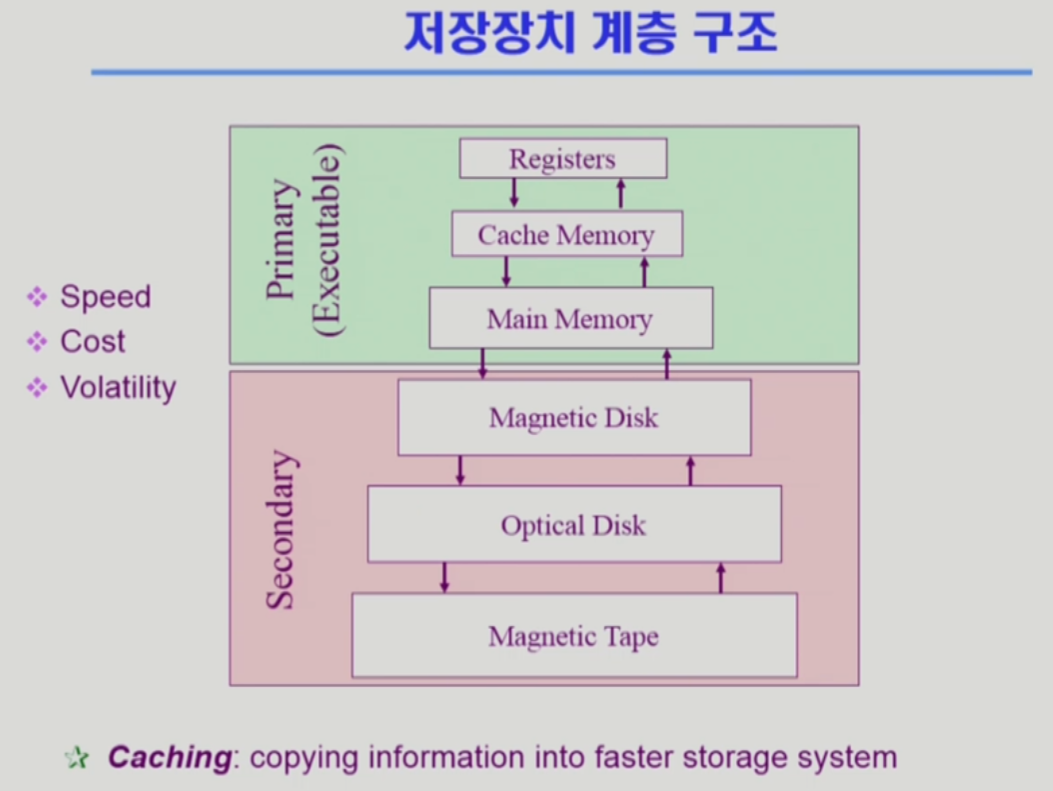 저장장치 계층 구조
Primary
(Executable)
Registers
Cache Memory
Main Memory
Speed
Cost
Volatility
Secondary
Magnetic Disk
Optical Disk
Magnetic Tape
Caching: copying information into faster storage system